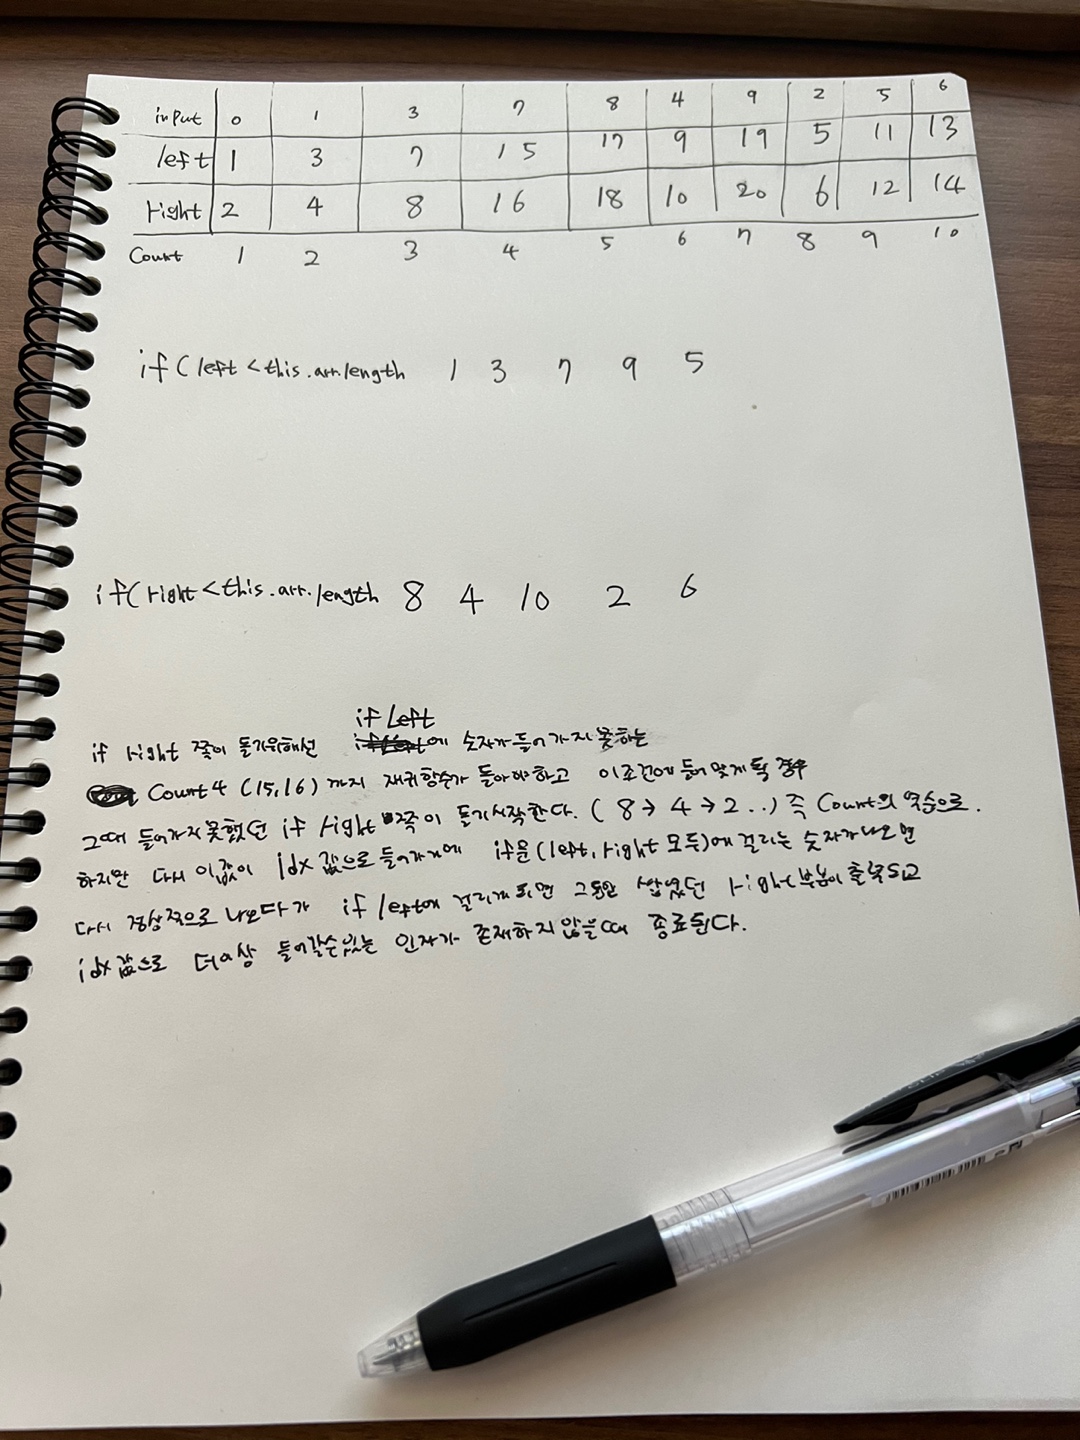 input 0 1 3 7 8 4 9 2 5 6
left 1 3 7 15 17 9 19 5 11 13
right 2 4 8 16 18 10 20 6 12 14
Count 1 2 3 4 5 6 7 8 9 10
if(left<this.arr.length 1 3 7 9 5
if(right<this.arr.length 8 4 10 2 6
if left
if right 쪽이 돌기위해선 에 숫자가 들어가지 못하는
Count 4 (15,16) 까지 재귀함수가 돌아야하고 이조건에 들어맞게 될 경우
그때 들어가지 못했던 if right 쪽이 돌기시작한다. (8→4→2..) 즉 Count의 역순으로.
하지만 다시 이값이 idx 값으로 들어가기에 if문(left, right 모두)에 걸리는 숫자가 나오면
다시 정상적으로 나오다가 if left에 걸리게 되면 그동안 쌓였던 right부분이 출력되고
idx값으로 더이상 들어갈수있는 인자가 존재하지 않을때 종료된다.